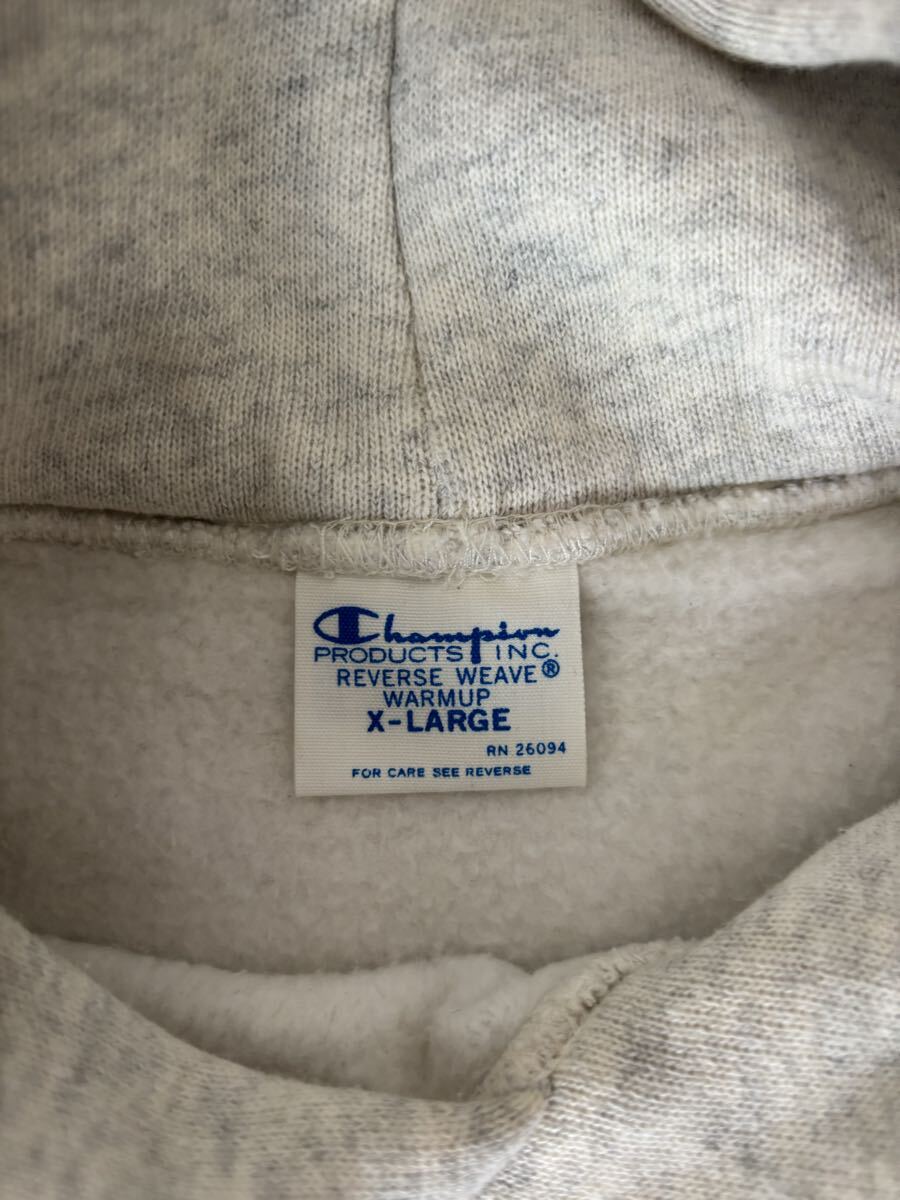 Champion
PRODUCTS INC.
REVERSE WEAVE®
WARMUP
X-LARGE
RN 26094
FOR CARE SEE REVERSE